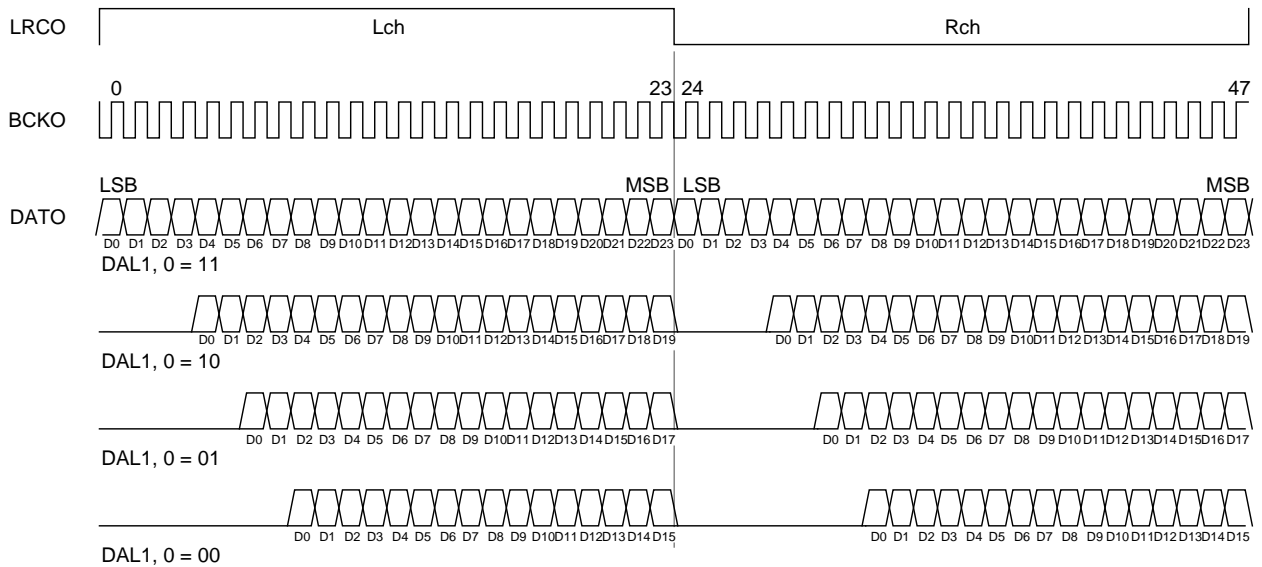 LRCO Lch Rch
0 23 24 47
BCKO
LSB MSB LSB MSB
DATO
D0 D1 D2 D3 D4 D5 D6 D7 D8 D9 D10 D11 D12 D13 D14 D15 D16 D17 D18 D19 D20 D21 D22 D23 D0 D1 D2 D3 D4 D5 D6 D7 D8 D9 D10 D11 D12 D13 D14 D15 D16 D17 D18 D19 D20 D21 D22 D23
DAL1, 0 = 11
D0 D1 D2 D3 D4 D5 D6 D7 D8 D9 D10 D11 D12 D13 D14 D15 D16 D17 D18 D19 D0 D1 D2 D3 D4 D5 D6 D7 D8 D9 D10 D11 D12 D13 D14 D15 D16 D17 D18 D19
DAL1, 0 = 10
D0 D1 D2 D3 D4 D5 D6 D7 D8 D9 D10 D11 D12 D13 D14 D15 D16 D17 D0 D1 D2 D3 D4 D5 D6 D7 D8 D9 D10 D11 D12 D13 D14 D15 D16 D17
DAL1, 0 = 01
D0 D1 D2 D3 D4 D5 D6 D7 D8 D9 D10 D11 D12 D13 D14 D15 D0 D1 D2 D3 D4 D5 D6 D7 D8 D9 D10 D11 D12 D13 D14 D15
DAL1, 0 = 00